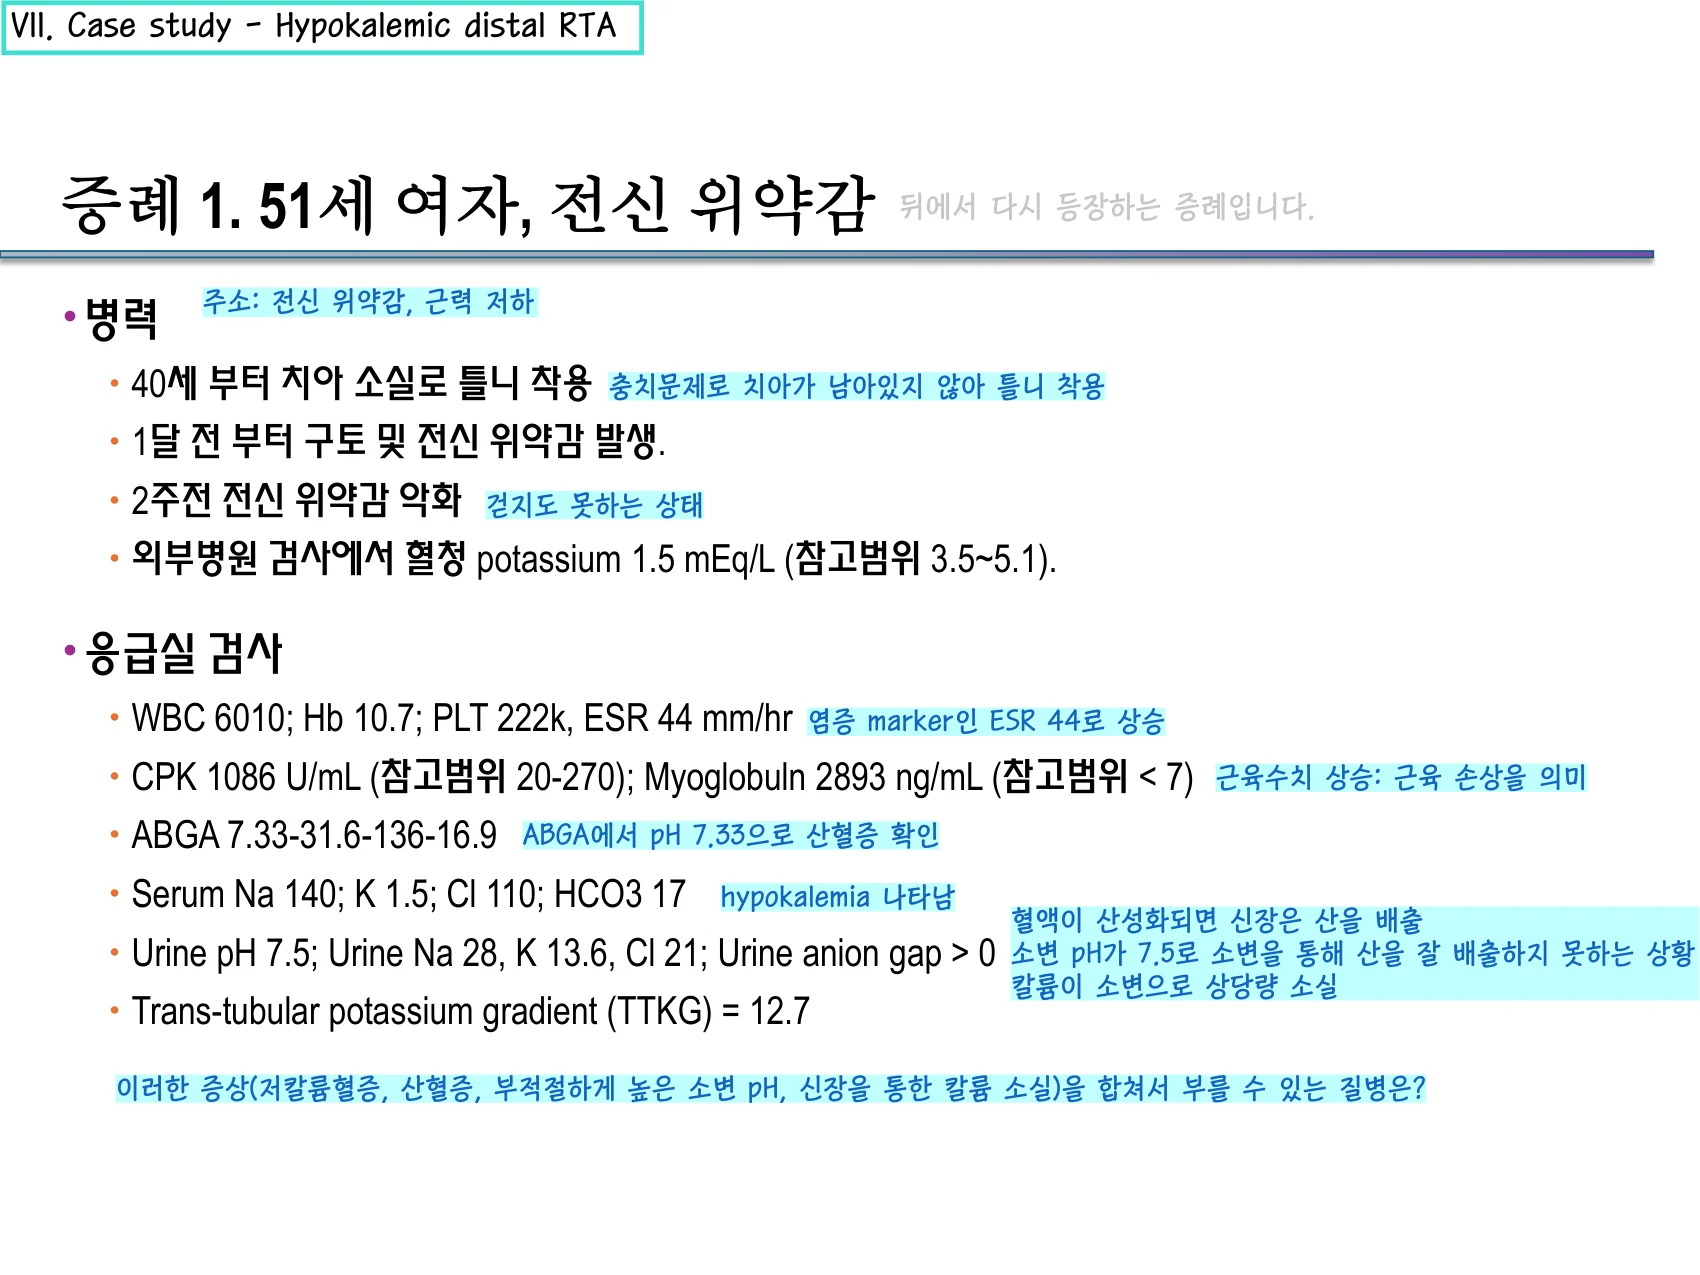 VII. Case study - Hypokalemic distal RTA
증례 1. 51세 여자, 전신 위약감 뒤에서 다시 등장하는 증례입니다.
• 병력 주소: 전신 위약감, 근력 저하
• 40세 부터 치아 소실로 틀니 착용 충치문제로 치아가 남아있지 않아 틀니 착용
• 1달 전 부터 구토 및 전신 위약감 발생.
• 2주전 전신 위약감 악화 걷지도 못하는 상태
• 외부병원 검사에서 혈청 potassium 1.5 mEq/L (참고범위 3.5~5.1).
• 응급실 검사
• WBC 6010; Hb 10.7; PLT 222k, ESR 44 mm/hr 염증 marker인 ESR 44로 상승
• CPK 1086 U/mL (참고범위 20-270); Myoglobuln 2893 ng/mL (참고범위 < 7) 근육수치 상승: 근육 손상을 의미
• ABGA 7.33-31.6-136-16.9 ABGA에서 pH 7.33으로 산혈증 확인
• Serum Na 140; K 1.5; Cl 110; HCO3 17 hypokalemia 나타남
• Urine pH 7.5; Urine Na 28, K 13.6, Cl 21; Urine anion gap > 0
혈액이 산성화되면 신장은 산을 배출
소변 pH가 7.5로 소변을 통해 산을 잘 배출하지 못하는 상황
칼륨이 소변으로 상당량 소실
• Trans-tubular potassium gradient (TTKG) = 12.7
이러한 증상(저칼륨혈증, 산혈증, 부적절하게 높은 소변 pH, 신장을 통한 칼륨 소실)을 합쳐서 부를 수 있는 질병은?